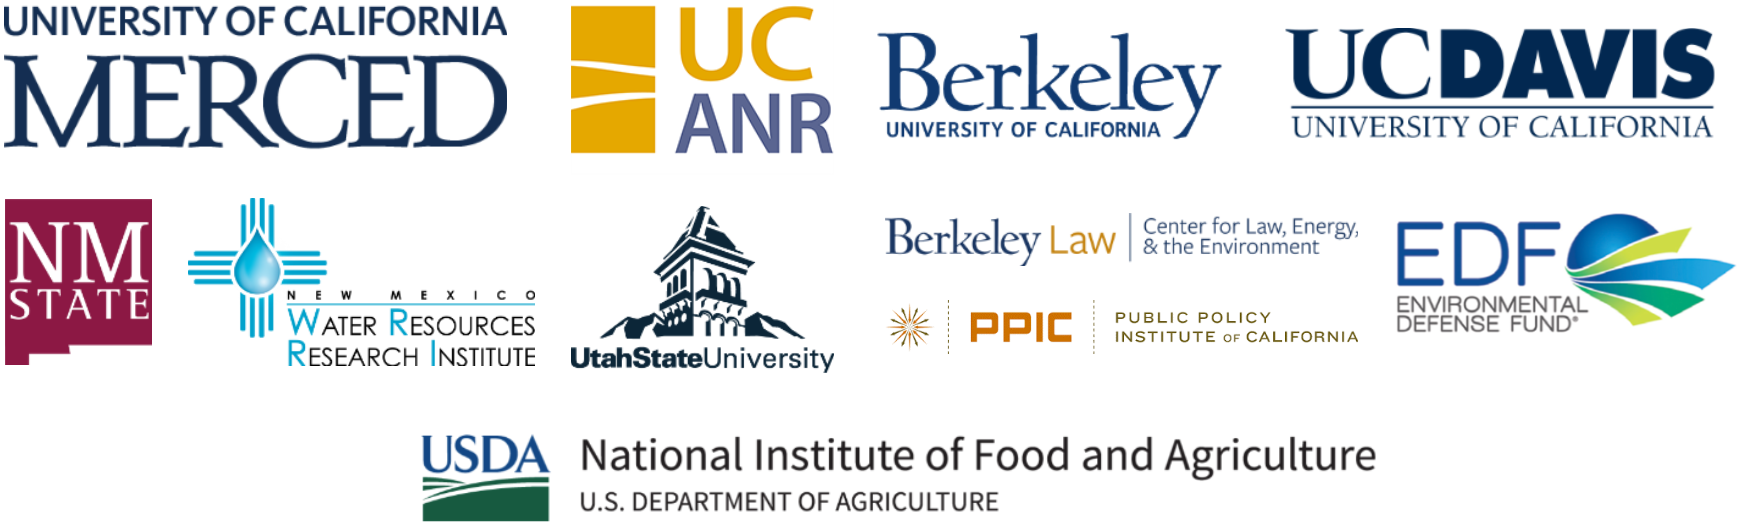 UNIVERSITY OF CALIFORNIA
MERCED
UC
ANR
Berkeley
UNIVERSITY OF CALIFORNIA
UCDAVIS
UNIVERSITY OF CALIFORNIA
NM
STATE
NEW MEXICO
WATER RESOURCES
RESEARCH INSTITUTE
UtahStateUniversity
Berkeley Law
Center for Law, Energy,
& the Environment
PPIC
PUBLIC POLICY
INSTITUTE OF CALIFORNIA
EDF
ENVIRONMENTAL
DEFENSE FUND®
USDA
National Institute of Food and Agriculture
U.S. DEPARTMENT OF AGRICULTURE